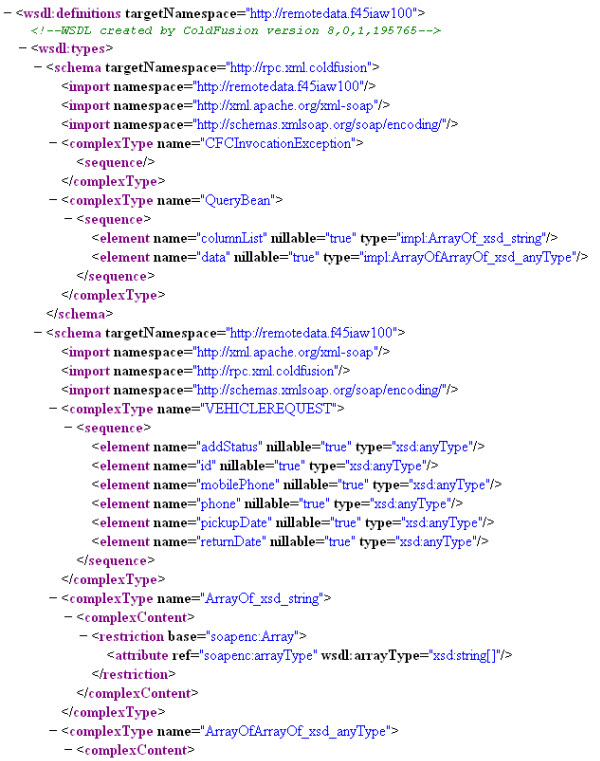 − <wsdl:definitions targetNamespace="http://remotedata.f45iaw100">
<!--WSDL created by ColdFusion version 8,0,1,195765-->
− <wsdl:types>
− <schema targetNamespace="http://rpc.xml.coldfusion">
<import namespace="http://remotedata.f45iaw100"/>
<import namespace="http://xml.apache.org/xml-soap"/>
<import namespace="http://schemas.xmlsoap.org/soap/encoding/"/>
− <complexType name="CFCInvocationException">
<sequence/>
</complexType>
− <complexType name="QueryBean">
− <sequence>
<element name="columnList" nillable="true" type="impl:ArrayOf_xsd_string"/>
<element name="data" nillable="true" type="impl:ArrayOfArrayOf_xsd_anyType"/>
</sequence>
</complexType>
</schema>
− <schema targetNamespace="http://remotedata.f45iaw100">
<import namespace="http://xml.apache.org/xml-soap"/>
<import namespace="http://rpc.xml.coldfusion"/>
<import namespace="http://schemas.xmlsoap.org/soap/encoding/"/>
− <complexType name="VEHICLEREQUEST">
− <sequence>
<element name="addStatus" nillable="true" type="xsd:anyType"/>
<element name="id" nillable="true" type="xsd:anyType"/>
<element name="mobilePhone" nillable="true" type="xsd:anyType"/>
<element name="phone" nillable="true" type="xsd:anyType"/>
<element name="pickupDate" nillable="true" type="xsd:anyType"/>
<element name="returnDate" nillable="true" type="xsd:anyType"/>
</sequence>
</complexType>
− <complexType name="ArrayOf_xsd_string">
− <complexContent>
− <restriction base="soapenc:Array">
<attribute ref="soapenc:arrayType" wsdl:arrayType="xsd:string[]"/>
</restriction>
</complexContent>
</complexType>
− <complexType name="ArrayOfArrayOf_xsd_anyType">
− <complexContent>